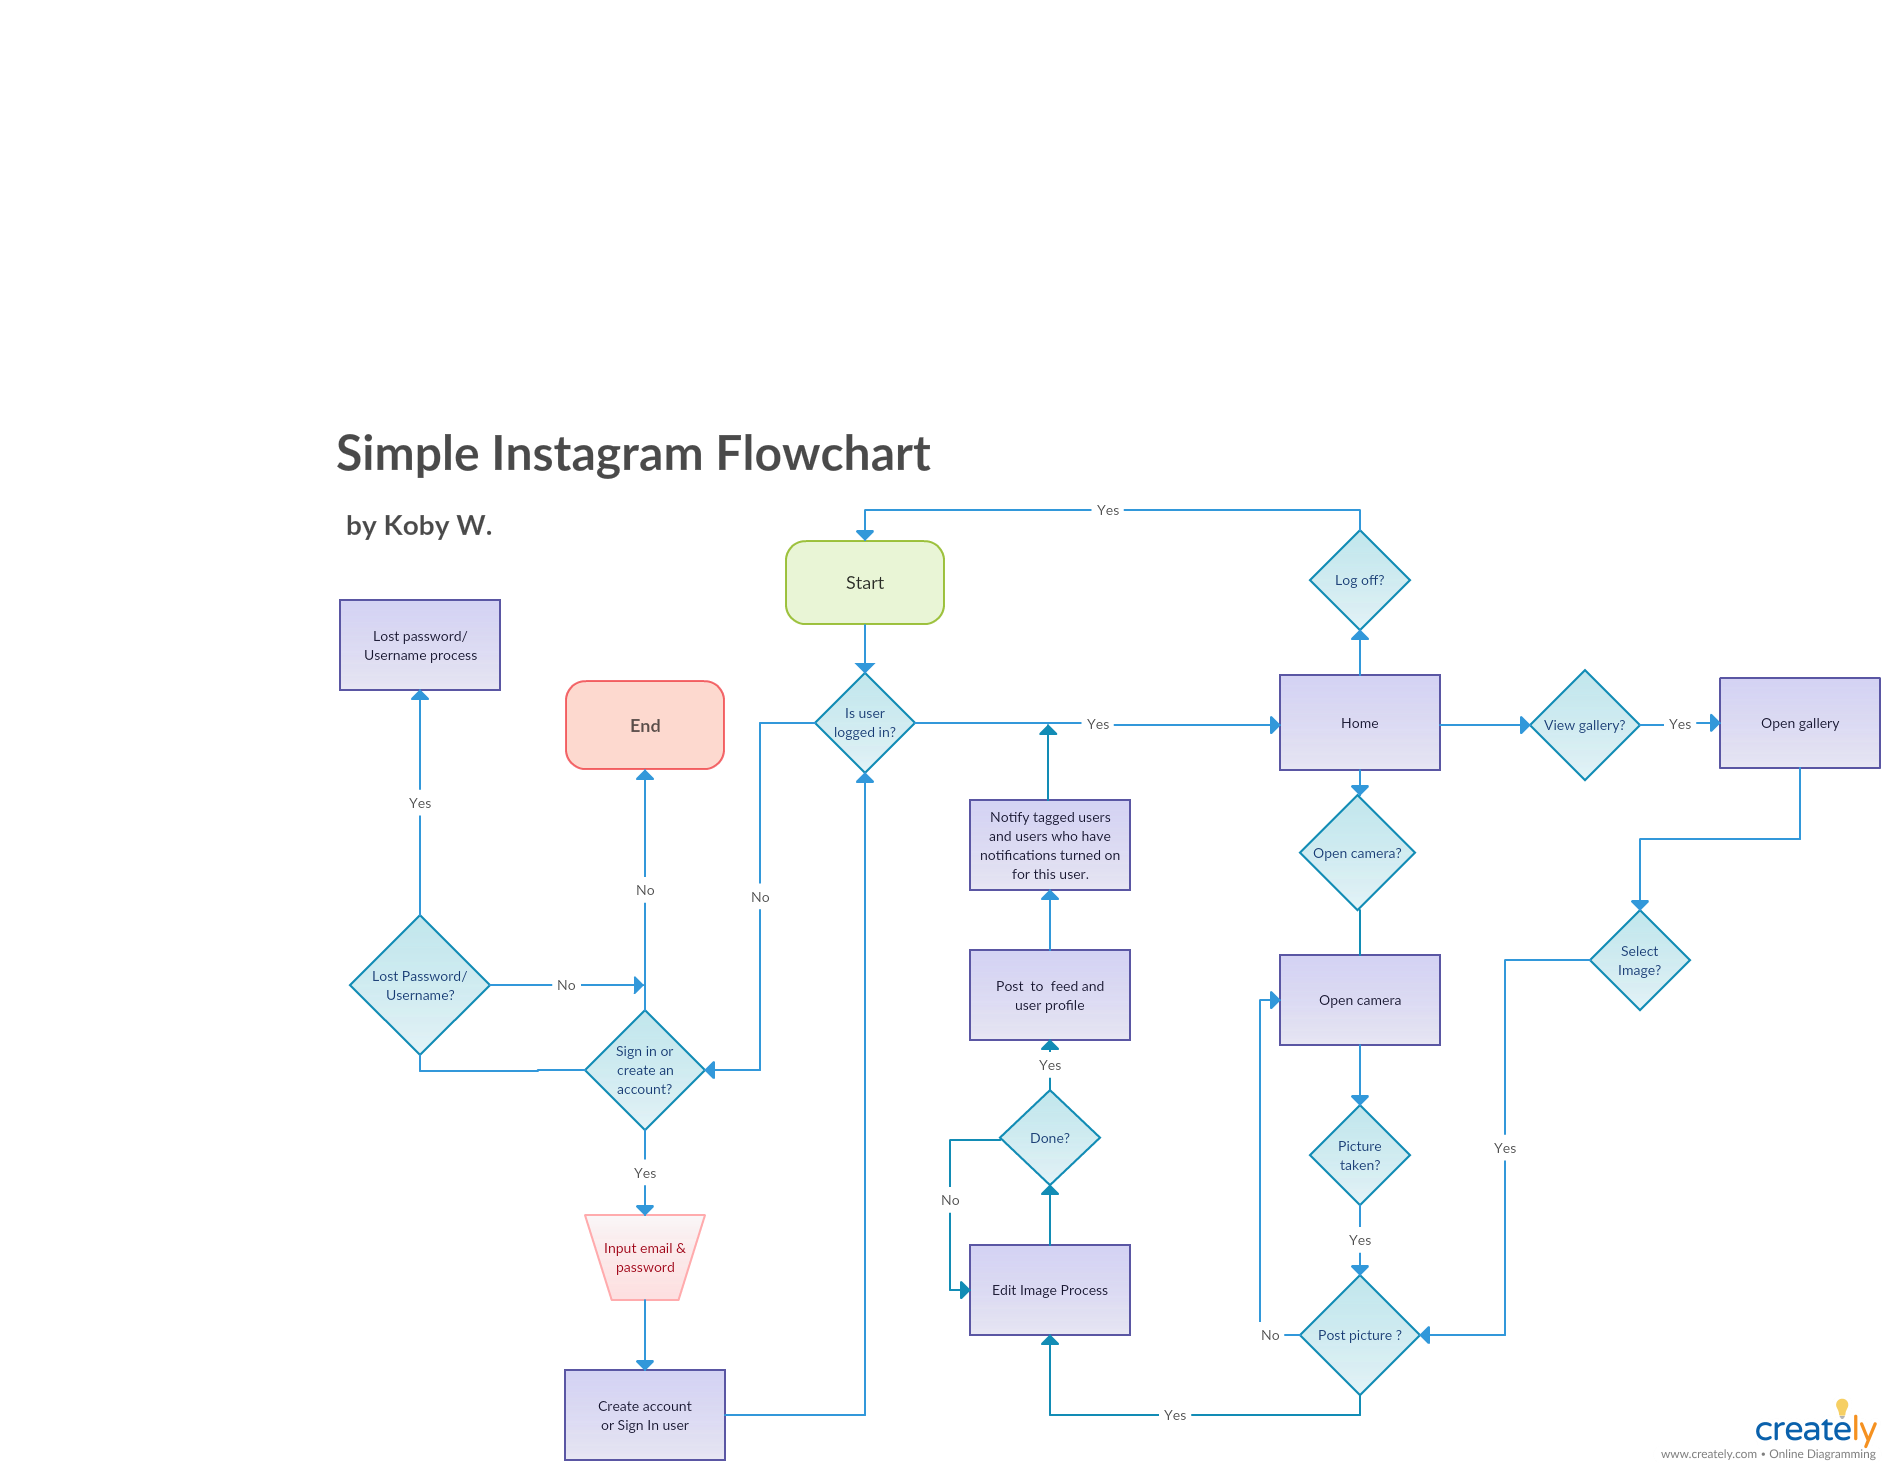 Simple Instagram Flowchart
by Koby W.
Yes
Start
Log off?
Lost password/
Username process
End
Is user
logged in?
Yes
Home
View gallery?
Yes
Open gallery
Yes
No
No
Notify tagged users
and users who have
notifications turned on
for this user.
Open camera?
Lost Password/
Username?
No
Sign in or
create an
account?
Post to feed and
user profile
Open camera
Select
Image?
Yes
Done?
No
Picture
taken?
Yes
Yes
Yes
Input email &
password
Edit Image Process
No
Post picture ?
Create account
or Sign In user
Yes
creately
www.creately.com • Online Diagramming